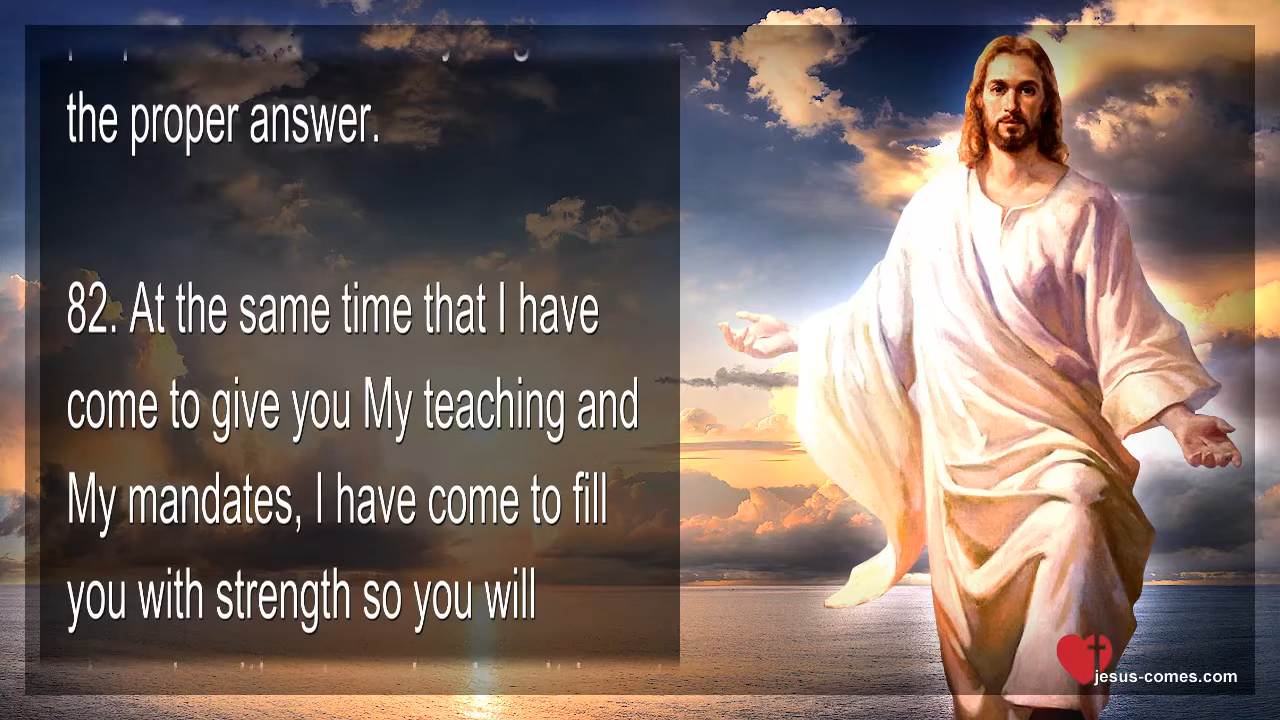 the proper answer.
82. At the same time that I have
come to give you My teaching and
My mandates, I have come to fill
you with strength so you will
jesus-comes.com